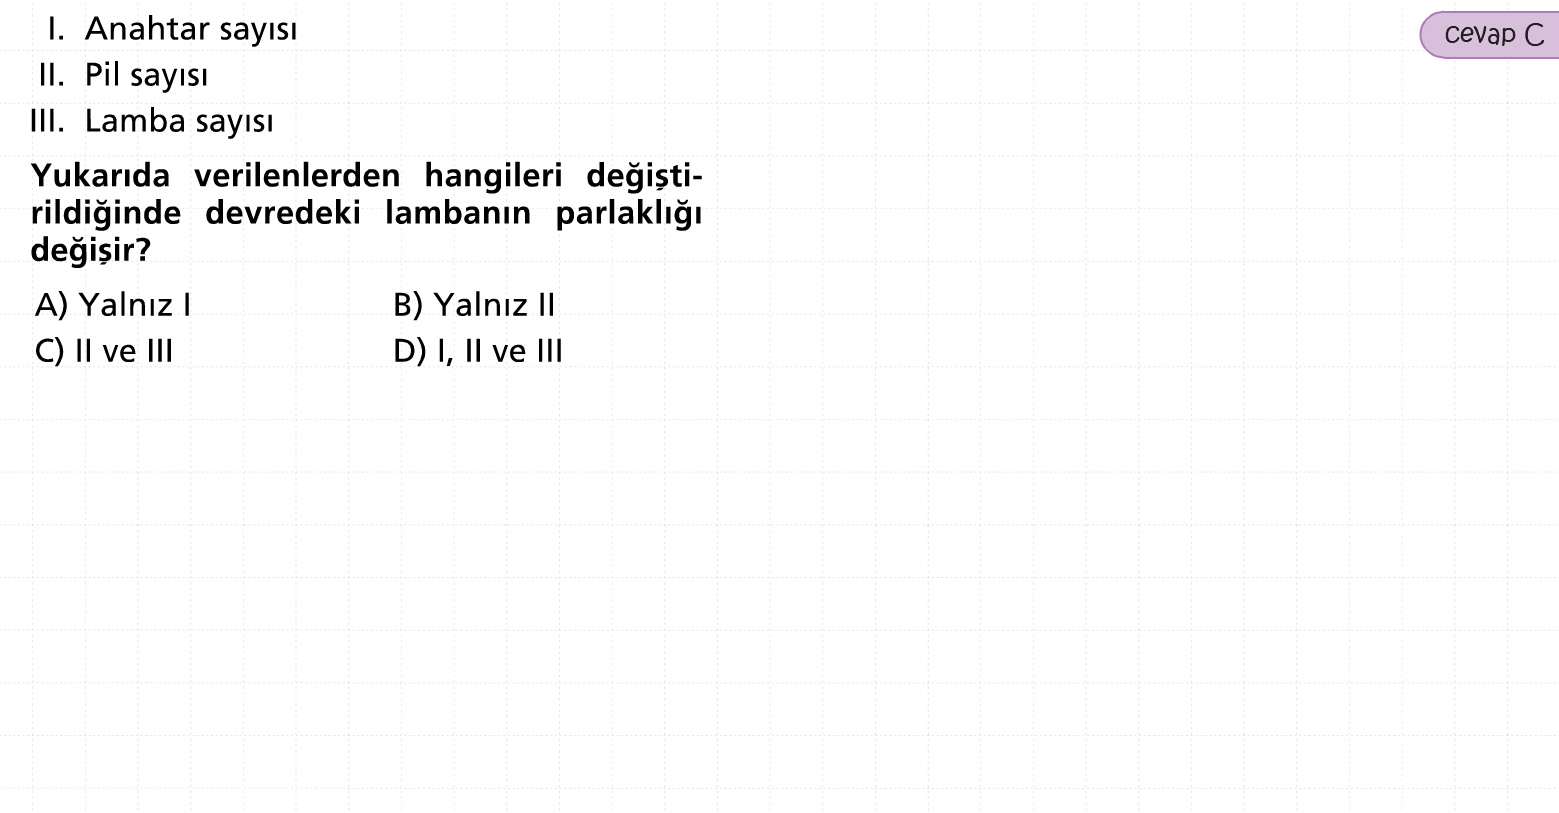 I. Anahtar sayısı
II. Pil sayısı
III. Lamba sayısı
Yukarıda verilenlerden hangileri değişti-
rildiğinde devredeki lambanın parlaklığı
değişir?
A) Yalnız I B) Yalnız II
C) II ve III D) I, II ve III
cevap C